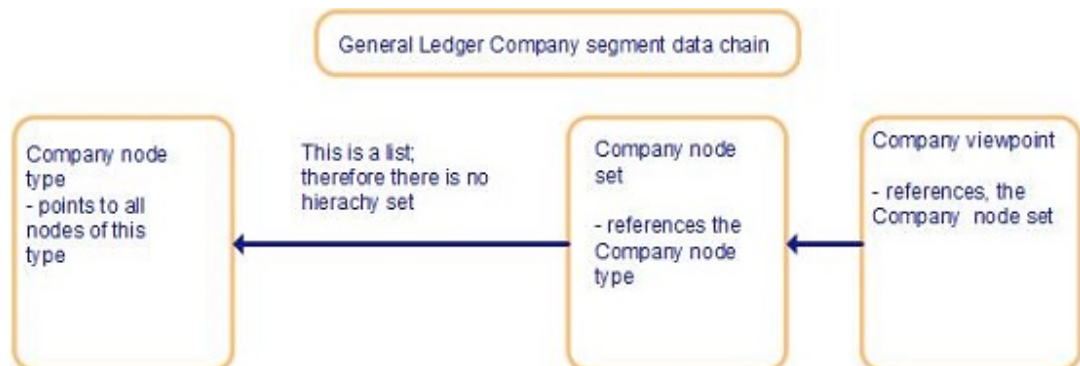 General Ledger Company segment data chain
Company node
type
- points to all
nodes of this
type
This is a list;
therefore there is no
hierachy set
Company node
set
- references the
Company node
type
Company viewpoint
- references, the
Company node set